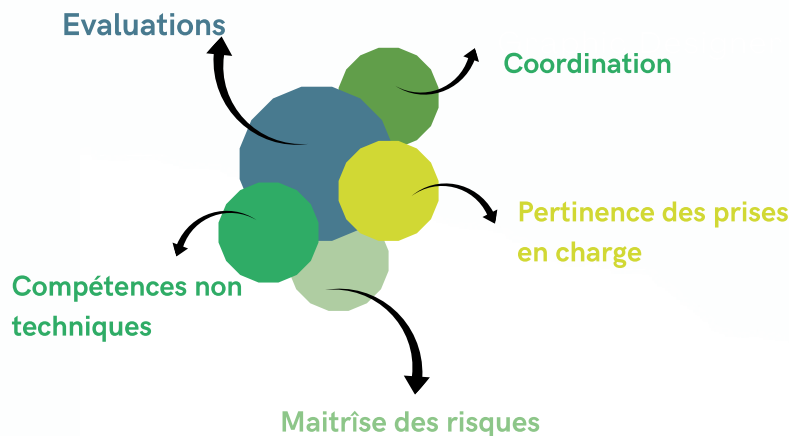 Evaluations
Coordination
Pertinence des prises
en charge
Compétences non
techniques
Maitrîse des risques